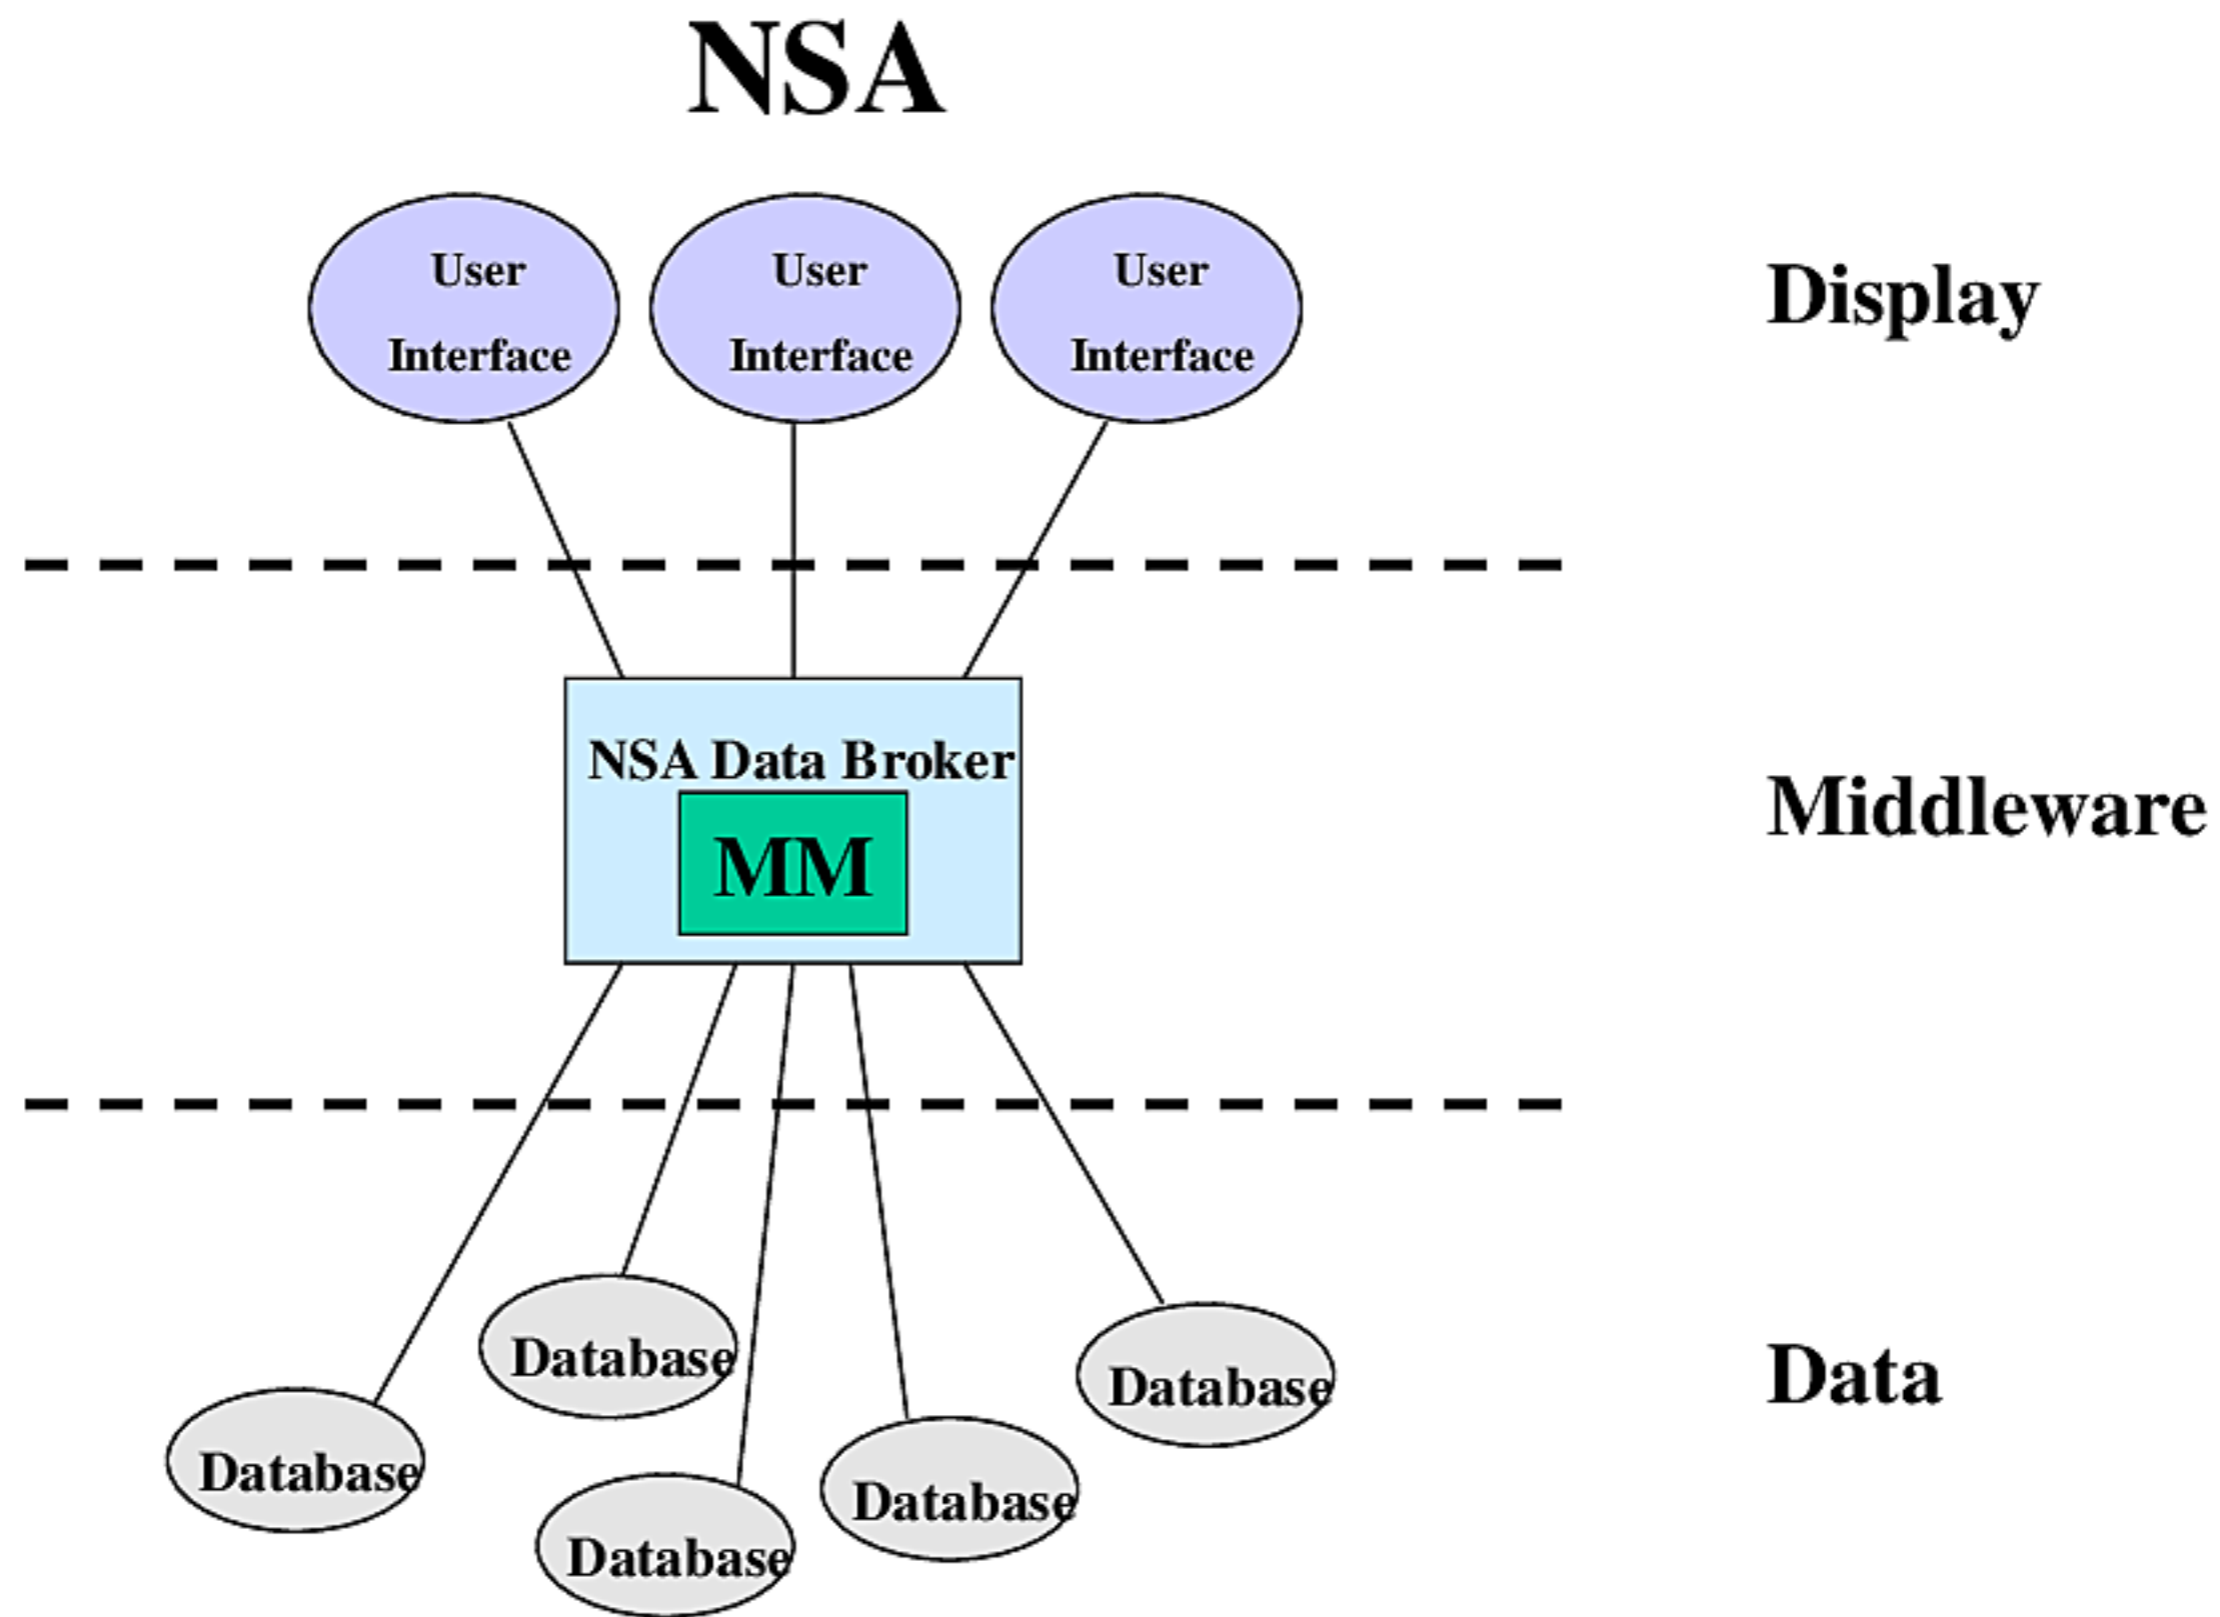 NSA
User
Interface
User
Interface
User
Interface
Display
NSA Data Broker
MM
Middleware
Database
Database
Database
Database
Database
Data